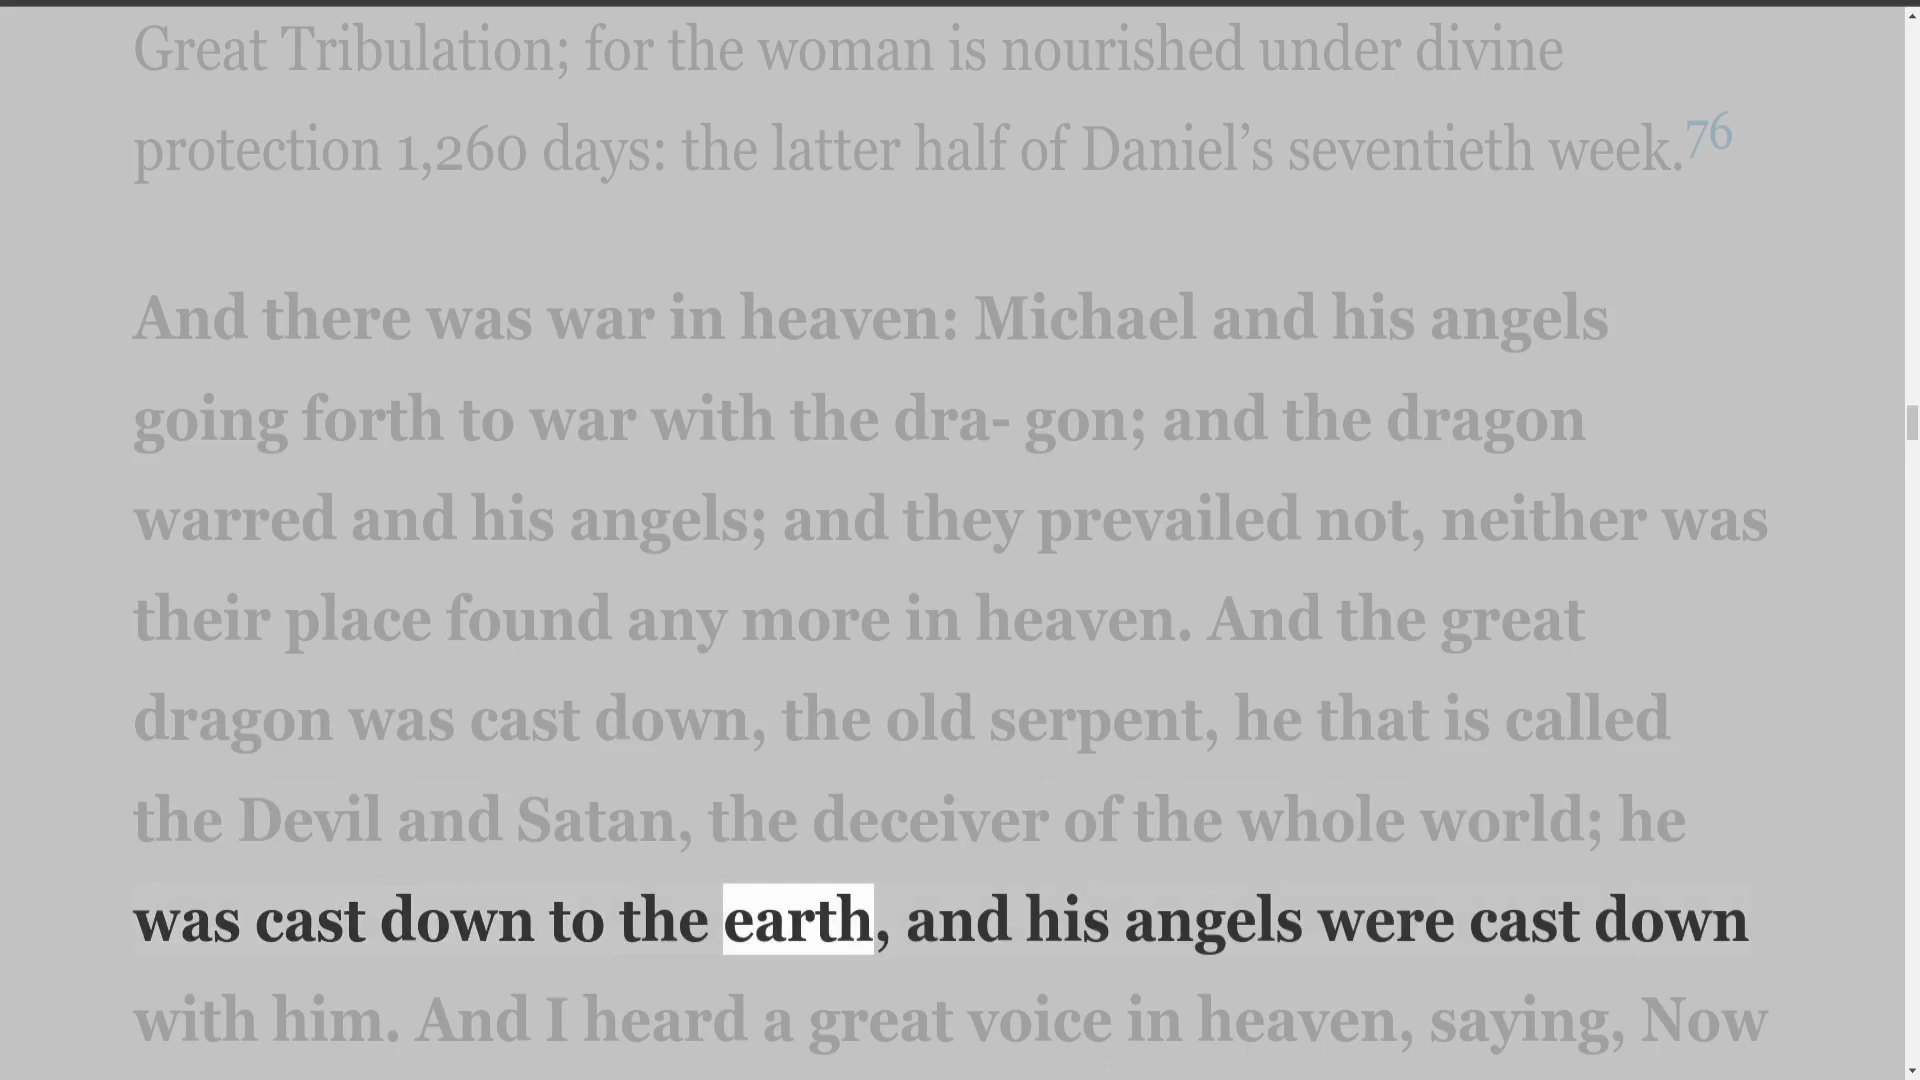 Great Tribulation; for the woman is nourished under divine
protection 1,260 days: the latter half of Daniel’s seventieth week.76
And there was war in heaven: Michael and his angels
going forth to war with the dra- gon; and the dragon
warred and his angels; and they prevailed not, neither was
their place found any more in heaven. And the great
dragon was cast down, the old serpent, he that is called
the Devil and Satan, the deceiver of the whole world; he
was cast down to the earth, and his angels were cast down
with him. And I heard a great voice in heaven, saying, Now